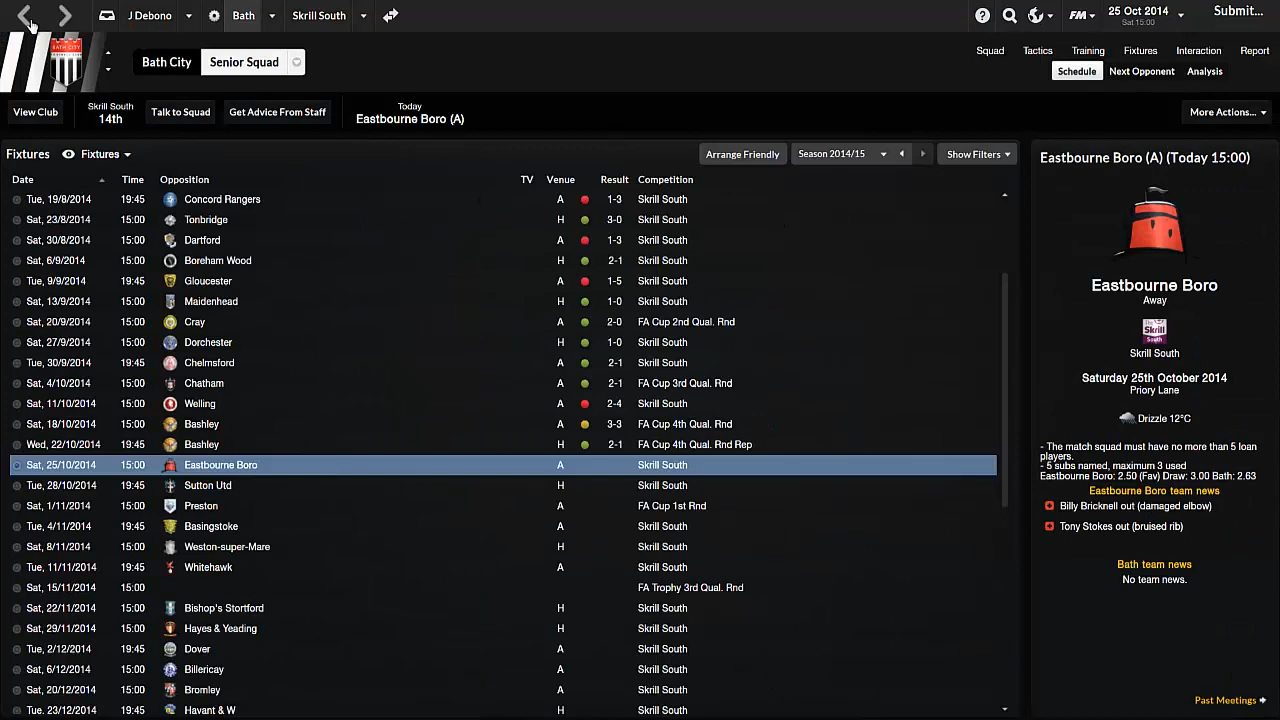 J Debono Bath Skrill South FM 25 Oct 2014 Submit...
Sat 15:00
Bath City Senior Squad Squad Tactics Training Fixtures Interaction Report
Schedule Next Opponent Analysis
View Club Skrill South 14th Talk to Squad Get Advice From Staff Today Eastbourne Boro (A) More Actions...
Fixtures Fixtures Arrange Friendly Season 2014/15 Show Filters
Date Time Opposition TV Venue Result Competition
Tue, 19/8/2014 19:45 Concord Rangers A 1-3 Skrill South
Sat, 23/8/2014 15:00 Tonbridge H 3-0 Skrill South
Sat, 30/8/2014 15:00 Dartford A 1-3 Skrill South
Sat, 6/9/2014 15:00 Boreham Wood H 2-1 Skrill South
Tue, 9/9/2014 19:45 Gloucester A 1-5 Skrill South
Sat, 13/9/2014 15:00 Maidenhead H 1-0 Skrill South
Sat, 20/9/2014 15:00 Cray A 2-0 FA Cup 2nd Qual. Rnd
Sat, 27/9/2014 15:00 Dorchester H 1-0 Skrill South
Tue, 30/9/2014 19:45 Chelmsford A 2-1 Skrill South
Sat, 4/10/2014 15:00 Chatham A 2-1 FA Cup 3rd Qual. Rnd
Sat, 11/10/2014 15:00 Welling A 2-4 Skrill South
Sat, 18/10/2014 15:00 Bashley A 3-3 FA Cup 4th Qual. Rnd
Wed, 22/10/2014 19:45 Bashley H 2-1 FA Cup 4th Qual. Rnd Rep
Sat, 25/10/2014 15:00 Eastbourne Boro A Skrill South
Tue, 28/10/2014 19:45 Sutton Utd H Skrill South
Sat, 1/11/2014 15:00 Preston A FA Cup 1st Rnd
Tue, 4/11/2014 19:45 Basingstoke A Skrill South
Sat, 8/11/2014 15:00 Weston-super-Mare H Skrill South
Tue, 11/11/2014 19:45 Whitehawk A Skrill South
Sat, 15/11/2014 15:00 FA Trophy 3rd Qual. Rnd
Sat, 22/11/2014 15:00 Bishop's Stortford H Skrill South
Sat, 29/11/2014 15:00 Hayes & Yeading H Skrill South
Tue, 2/12/2014 19:45 Dover A Skrill South
Sat, 6/12/2014 15:00 Billericay A Skrill South
Sat, 20/12/2014 15:00 Bromley A Skrill South
Tue, 23/12/2014 19:45 Havant & W H Skrill South
Eastbourne Boro (A) (Today 15:00)
Eastbourne Boro
Away
Skrill South
Skrill South
Saturday 25th October 2014
Priory Lane
Drizzle 12°C
- The match squad must have no more than 5 loan
players.
- 5 subs named, maximum 3 used
Eastbourne Boro: 2.50 (Fav) Draw: 3.00 Bath: 2.63
Eastbourne Boro team news
Billy Bricknell out (damaged elbow)
Tony Stokes out (bruised rib)
Bath team news
No team news.
Past Meetings